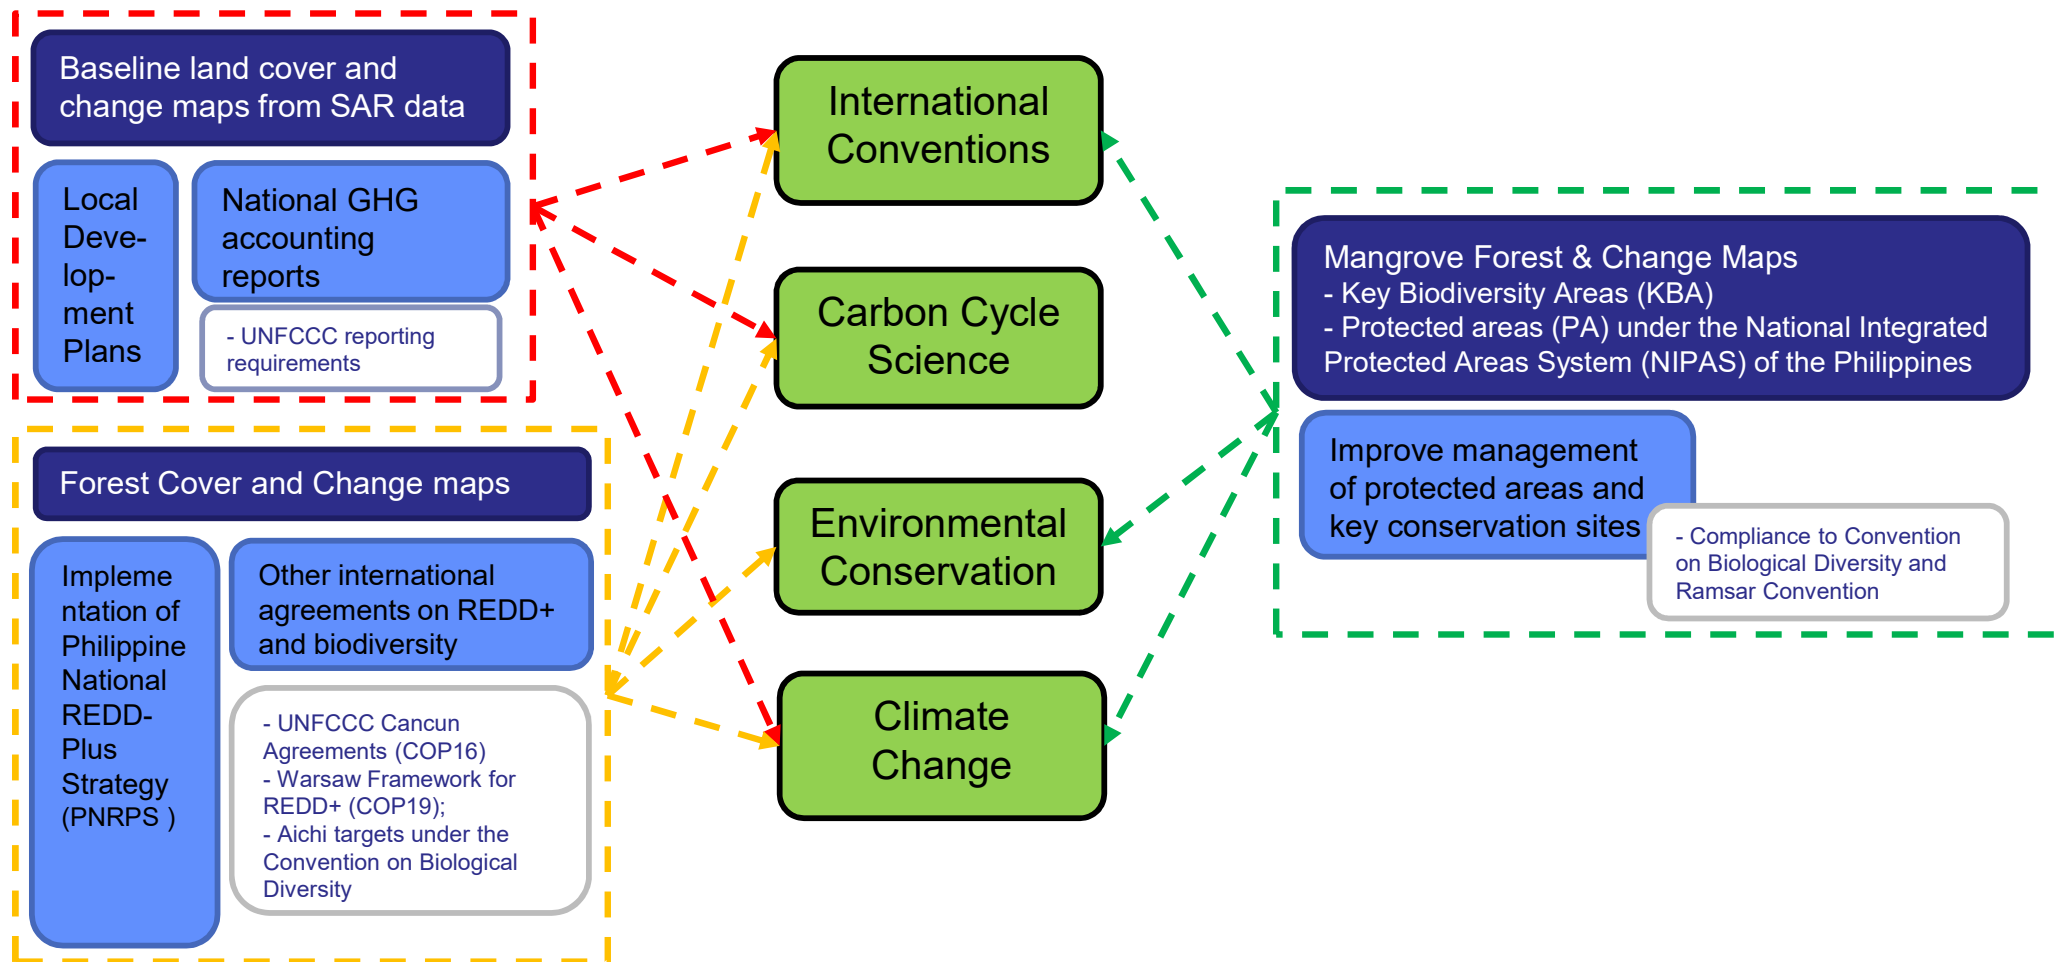 Baseline land cover and
change maps from SAR data
Local
Deve-
lop-
ment
Plans
National GHG
accounting
reports
- UNFCCC reporting
requirements
Forest Cover and Change maps
Impleme
ntation of
Philippine
National
REDD-
Plus
Strategy
(PNRPS )
Other international
agreements on REDD+
and biodiversity
- UNFCCC Cancun
Agreements (COP16)
- Warsaw Framework for
REDD+ (COP19);
- Aichi targets under the
Convention on Biological
Diversity
International
Conventions
Carbon Cycle
Science
Environmental
Conservation
Climate
Change
Mangrove Forest & Change Maps
- Key Biodiversity Areas (KBA)
- Protected areas (PA) under the National Integrated
Protected Areas System (NIPAS) of the Philippines
Improve management
of protected areas and
key conservation sites
- Compliance to Convention
on Biological Diversity and
Ramsar Convention